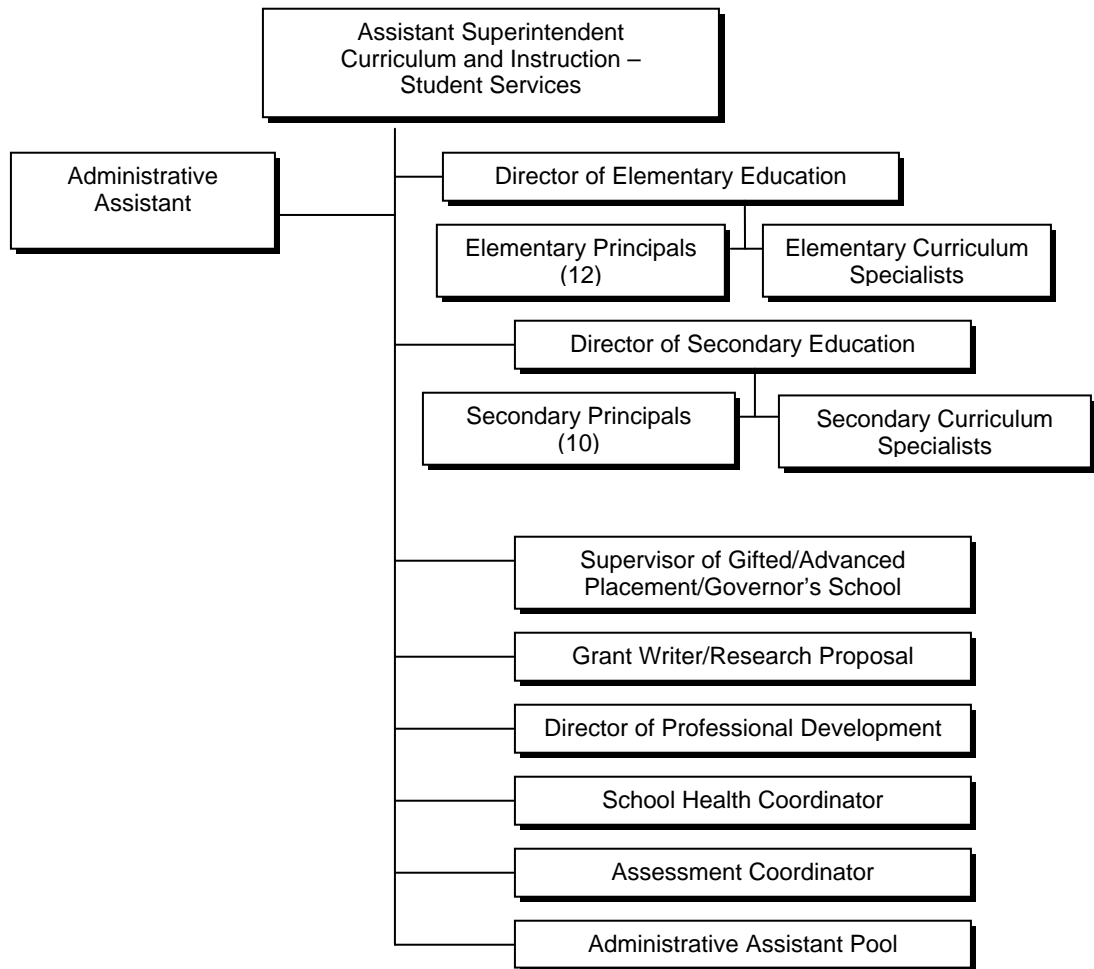 Assistant Superintendent
Curriculum and Instruction –
Student Services
Administrative
Assistant
Director of Elementary Education
Elementary Principals
(12)
Elementary Curriculum
Specialists
Director of Secondary Education
Secondary Principals
(10)
Secondary Curriculum
Specialists
Supervisor of Gifted/Advanced
Placement/Governor’s School
Grant Writer/Research Proposal
Director of Professional Development
School Health Coordinator
Assessment Coordinator
Administrative Assistant Pool